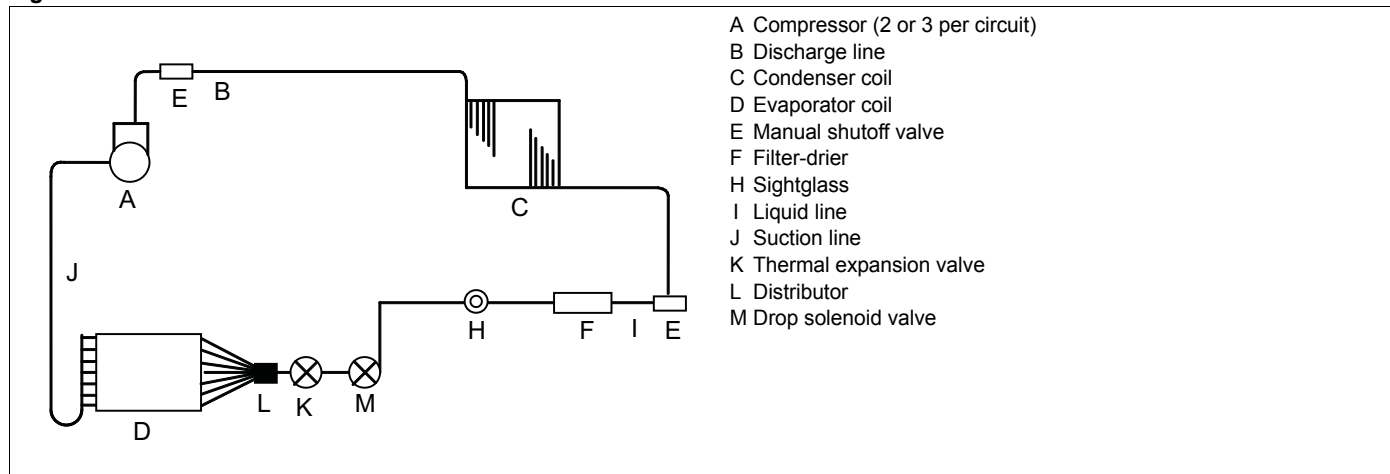 A Compressor (2 or 3 per circuit)
B Discharge line
C Condenser coil
D Evaporator coil
E Manual shutoff valve
F Filter-drier
H Sightglass
I Liquid line
J Suction line
K Thermal expansion valve
L Distributor
M Drop solenoid valve
E
B
A
C
J
H
F
I
E
L
K
M
D